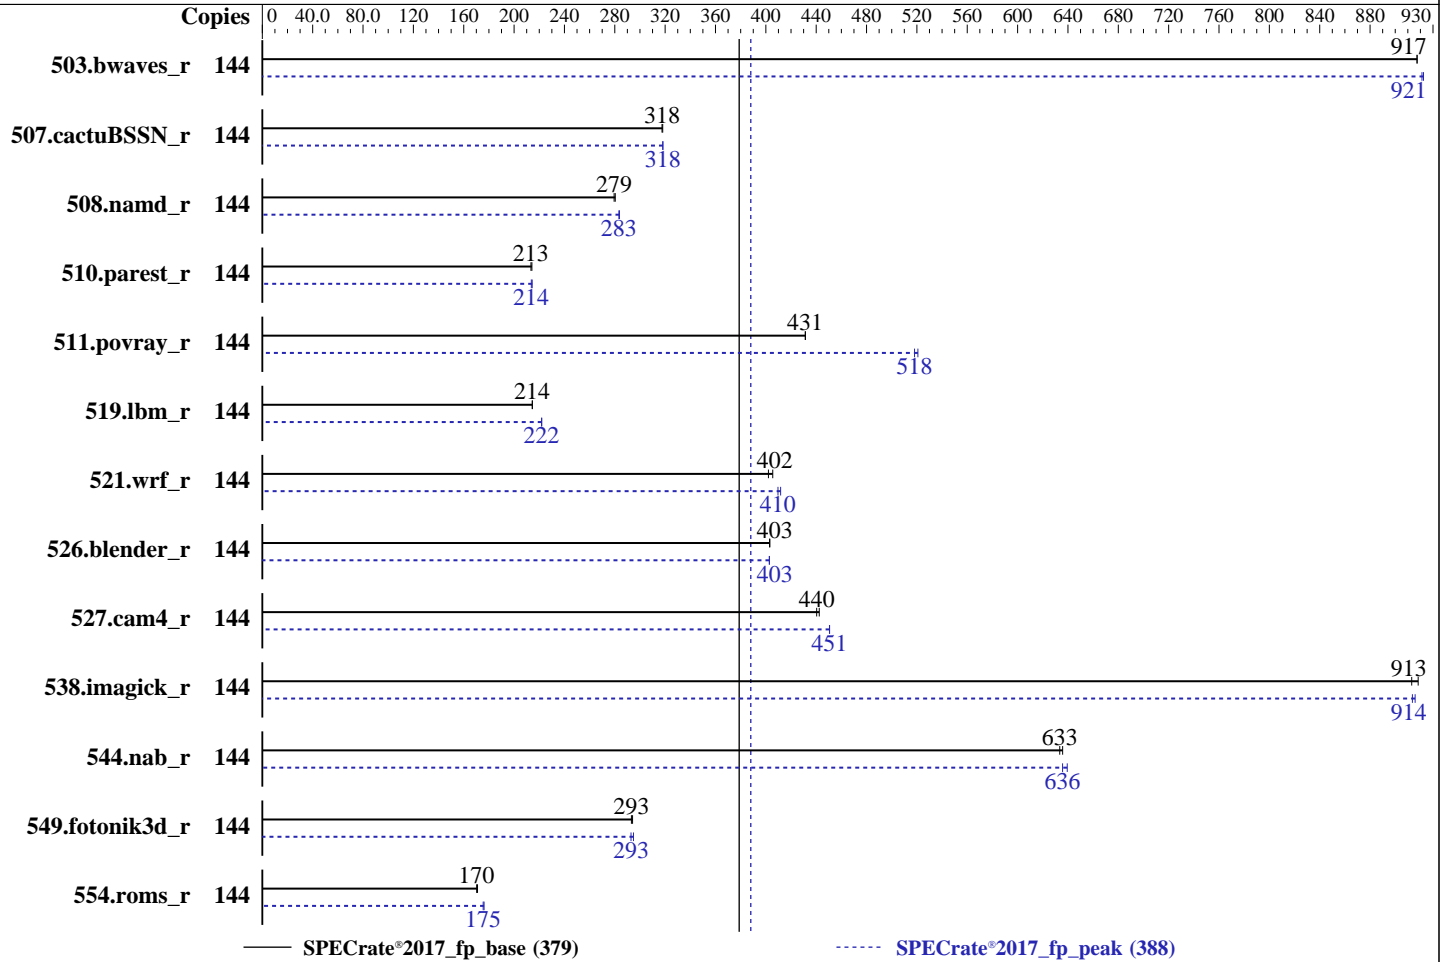 Copies 0 40.0 80.0 120 160 200 240 280 320 360 400 440 480 520 560 600 640 680 720 760 800 840 880 930
503.bwaves_r 144 917
921
507.cactuBSSN_r 144 318
318
508.namd_r 144 279
283
510.parest_r 144 213
214
511.povray_r 144 431
518
519.lbm_r 144 214
222
521.wrf_r 144 402
410
526.blender_r 144 403
403
527.cam4_r 144 440
451
538.imagick_r 144 913
914
544.nab_r 144 633
636
549.fotonik3d_r 144 293
293
554.roms_r 144 170
175
SPECrate®2017_fp_base (379) SPECrate®2017_fp_peak (388)